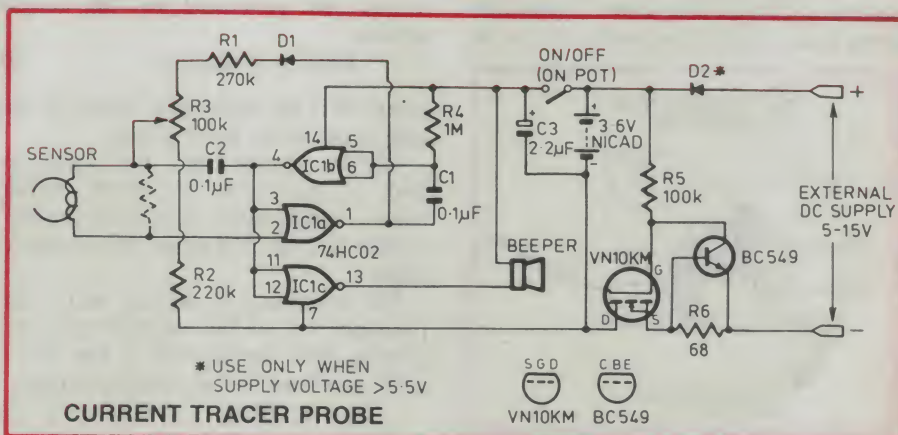 R1
270k
D1
R3
100k
SENSOR
C2
0·1μF
14
4
IC1b
5
6
R4
1M
C1
0·1μF
3
2
IC1a
1
74HC02
11
12
IC1c
13
7
R2
220k
BEEPER
ON/OFF
(ON POT)
+
C3
2·2μF
+
3·6V
NICAD
-
D2*
+
R5
100k
EXTERNAL
DC SUPPLY
5-15V
VN10KM
G
D
S
BC549
R6
68
-
* USE ONLY WHEN
SUPPLY VOLTAGE >5·5V
SGD
VN10KM
CBE
BC549
CURRENT TRACER PROBE